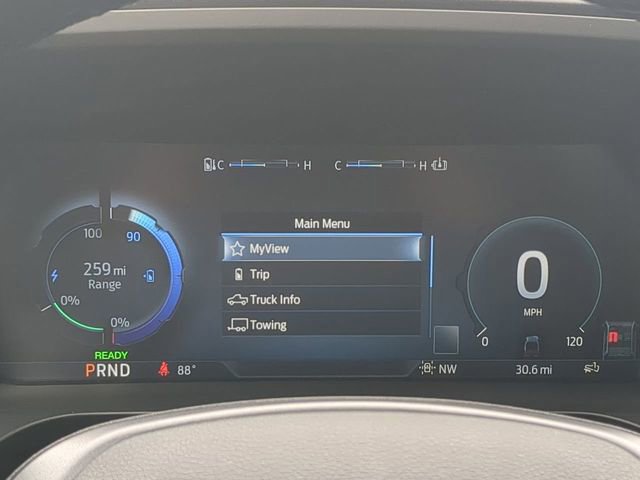 C H C H
Main Menu
MyView
Trip
Truck Info
Towing
100 90
259 mi
Range
0%
0%
READY
PRND 88°
0
MPH
0 120
NW 30.6 mi